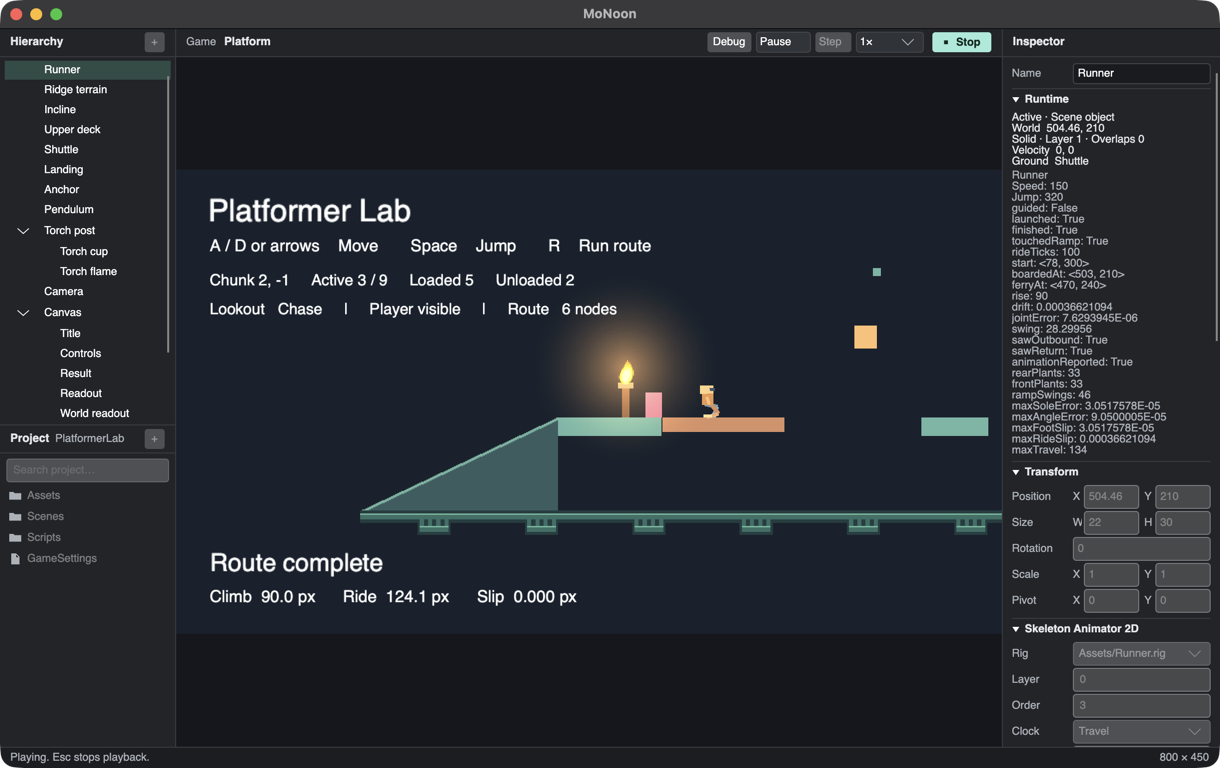 MoNoon
Hierarchy +
Runner
Ridge terrain
Incline
Upper deck
Shuttle
Landing
Anchor
Pendulum
Torch post
Torch cup
Torch flame
Camera
Canvas
Title
Controls
Result
Readout
World readout
Project PlatformerLab +
Search project...
Assets
Scenes
Scripts
GameSettings
Game Platform Debug Pause Step 1× Stop
Platformer Lab
A / D or arrows Move Space Jump R Run route
Chunk 2, -1 Active 3 / 9 Loaded 5 Unloaded 2
Lookout Chase | Player visible | Route 6 nodes
Route complete
Climb 90.0 px Ride 124.1 px Slip 0.000 px
Inspector
Name Runner
Runtime
Active · Scene object
World 504.46, 210
Solid · Layer 1 · Overlaps 0
Velocity 0, 0
Ground Shuttle
Runner
Speed: 150
Jump: 320
guided: False
launched: True
finished: True
touchedRamp: True
rideTicks: 100
start: <78, 300>
boardedAt: <503, 210>
ferryAt: <470, 240>
rise: 90
drift: 0.00036621094
jointError: 7.6293945E-06
swing: 28.29956
sawOutbound: True
sawReturn: True
animationReported: True
rearPlants: 33
frontPlants: 33
rampSwings: 46
maxSoleError: 3.0517578E-05
maxAngleError: 9.0500005E-05
maxFootSlip: 3.0517578E-05
maxRideSlip: 0.00036621094
maxTravel: 134
Transform
Position X 504.46 Y 210
Size W 22 H 30
Rotation 0
Scale X 1 Y 1
Pivot X 0 Y 0
Skeleton Animator 2D
Rig Assets/Runner.rig
Layer 0
Order 3
Clock Travel
Playing. Esc stops playback. 800 × 450